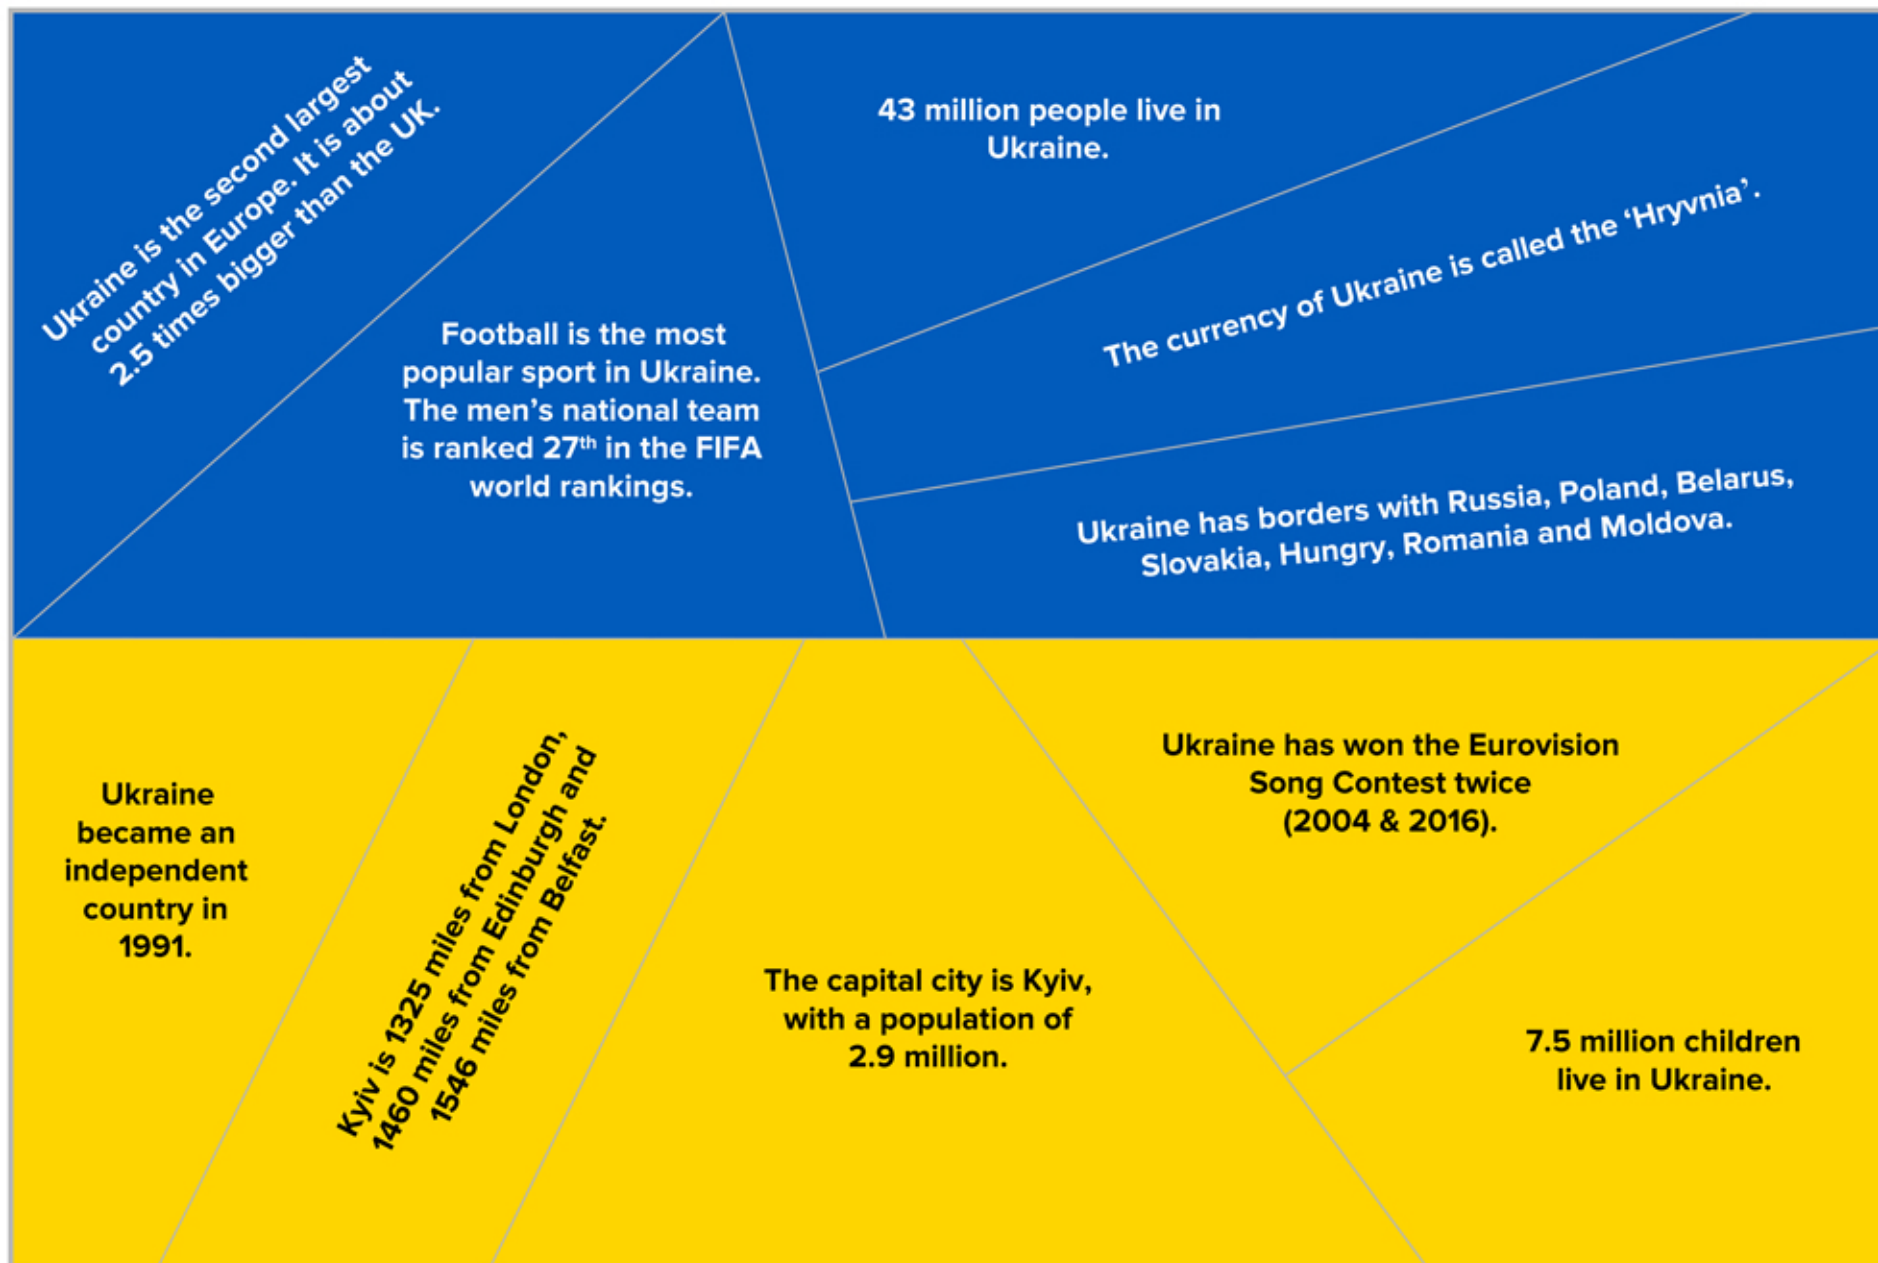 Ukraine is the second largest
country in Europe. It is about
2.5 times bigger than the UK.
Football is the most
popular sport in Ukraine.
The men’s national team
is ranked 27th in the FIFA
world rankings.
43 million people live in
Ukraine.
The currency of Ukraine is called the ‘Hryvnia’.
Ukraine has borders with Russia, Poland, Belarus,
Slovakia, Hungry, Romania and Moldova.
Ukraine
became an
independent
country in
1991.
Kyiv is 1325 miles from London,
1460 miles from Edinburgh and
1546 miles from Belfast.
The capital city is Kyiv,
with a population of
2.9 million.
Ukraine has won the Eurovision
Song Contest twice
(2004 & 2016).
7.5 million children
live in Ukraine.